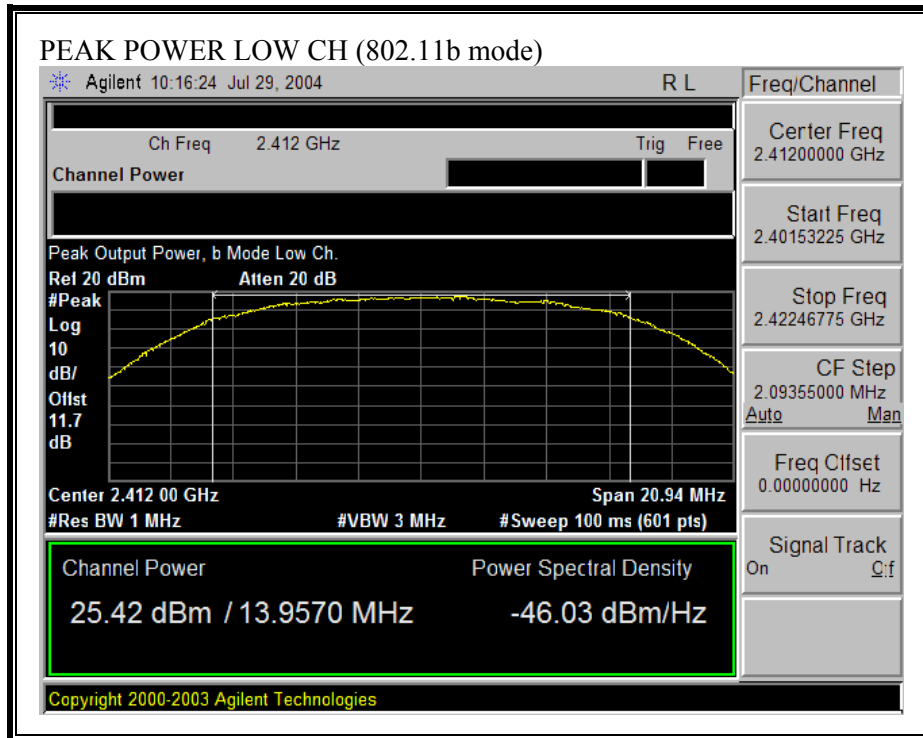 PEAK POWER LOW CH (802.11b mode)
Agilent 10:16:24 Jul 29, 2004 R L
Freq/Channel
Ch Freq 2.412 GHz Trig Free
Channel Power
Center Freq
2.41200000 GHz
Start Freq
2.40153225 GHz
Stop Freq
2.42246775 GHz
CF Step
2.09355000 MHz
Auto Man
Freq Offset
0.00000000 Hz
Signal Track
On Off
Peak Output Power, b Mode Low Ch.
Ref 20 dBm Atten 20 dB
#Peak
Log
10
dB/
Offst
11.7
dB
Center 2.412 00 GHz Span 20.94 MHz
#Res BW 1 MHz #VBW 3 MHz #Sweep 100 ms (601 pts)
Channel Power Power Spectral Density
25.42 dBm / 13.9570 MHz -46.03 dBm/Hz
Copyright 2000-2003 Agilent Technologies